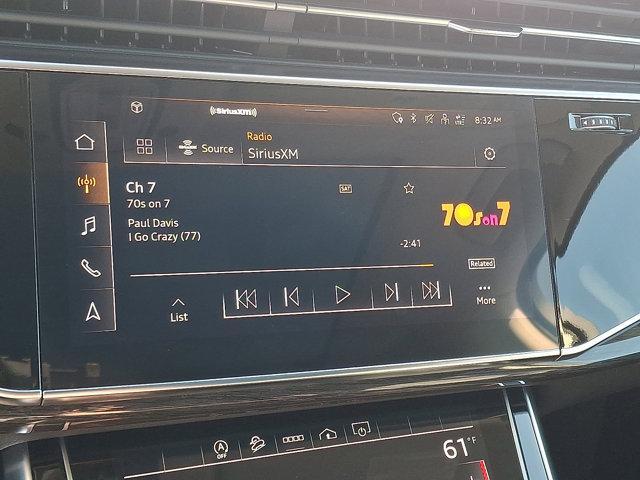 ((SiriusXM))
8:32 AM
Radio
Source
SiriusXM
Ch 7
SAT
70s on 7
70s on 7
Paul Davis
I Go Crazy (77)
-2:41
Related
List
More
A
OFF
61°F